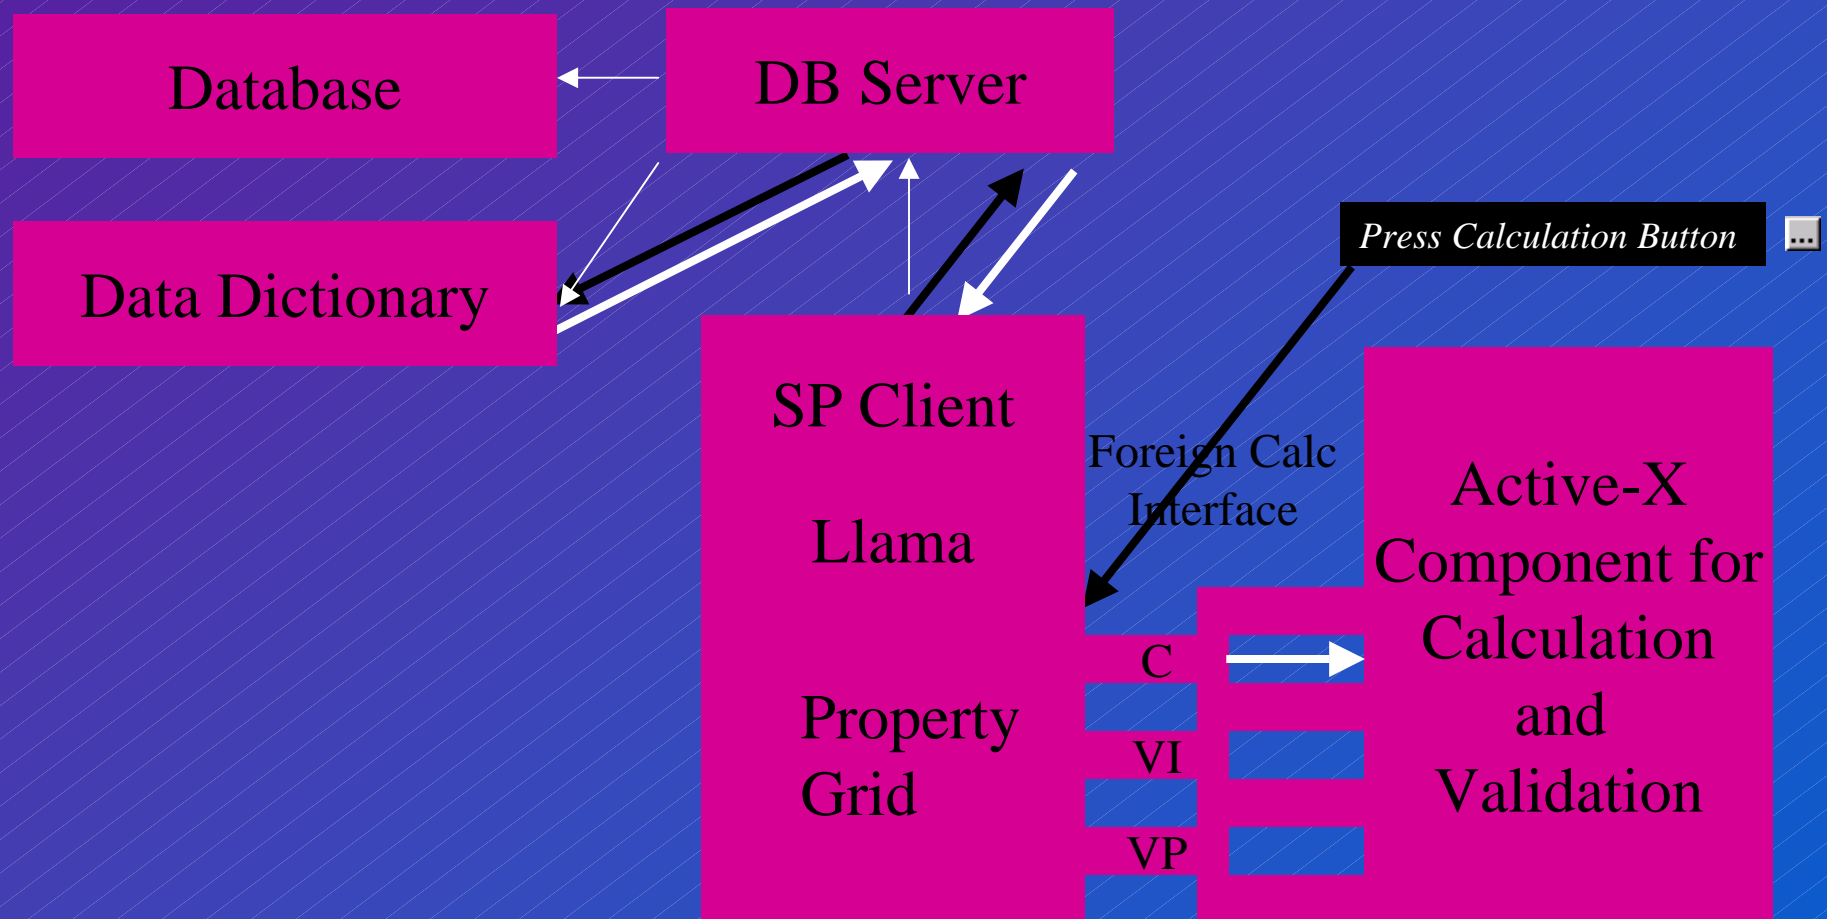 Database
DB Server
Data Dictionary
Press Calculation Button
...
SP Client
Llama
Property
Grid
Foreign Calc
Interface
C
VI
VP
Active-X
Component for
Calculation
and
Validation